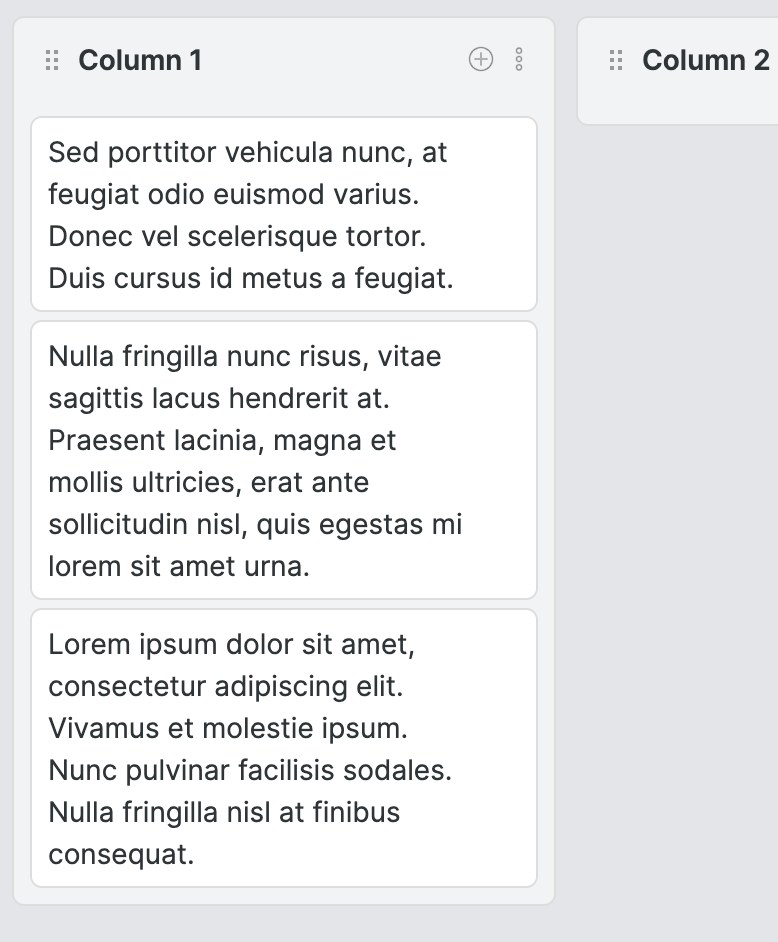 Column 1
Sed porttitor vehicula nunc, at
feugiat odio euismod varius.
Donec vel scelerisque tortor.
Duis cursus id metus a feugiat.
Nulla fringilla nunc risus, vitae
sagittis lacus hendrerit at.
Praesent lacinia, magna et
mollis ultricies, erat ante
sollicitudin nisl, quis egestas mi
lorem sit amet urna.
Lorem ipsum dolor sit amet,
consectetur adipiscing elit.
Vivamus et molestie ipsum.
Nunc pulvinar facilisis sodales.
Nulla fringilla nisl at finibus
consequat.
Column 2